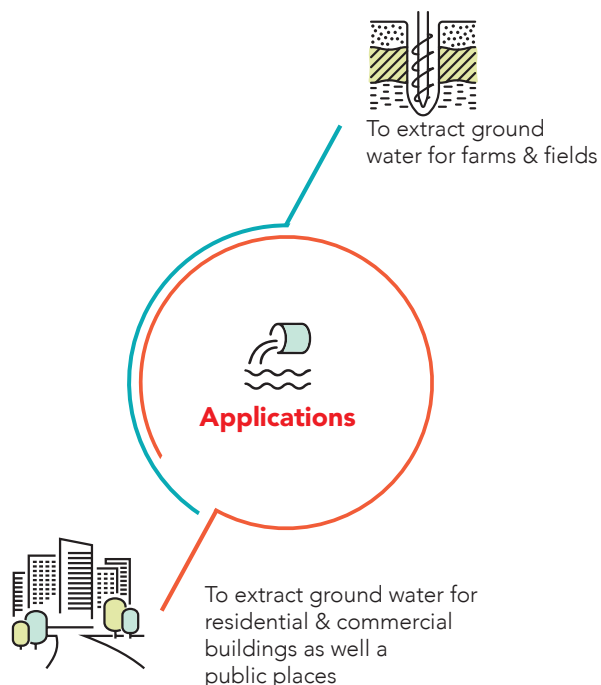 To extract ground
water for farms & fields
Applications
To extract ground water for
residential & commercial
buildings as well a
public places